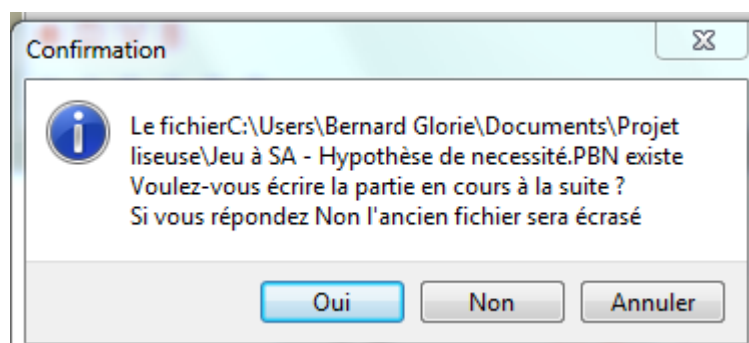 Confirmation
Le fichierC:\Users\Bernard Glorie\Documents\Projet
liseuse\Jeu à SA - Hypothèse de necessité.PBN existe
Voulez-vous écrire la partie en cours à la suite ?
Si vous répondez Non l'ancien fichier sera écrasé
Oui Non Annuler